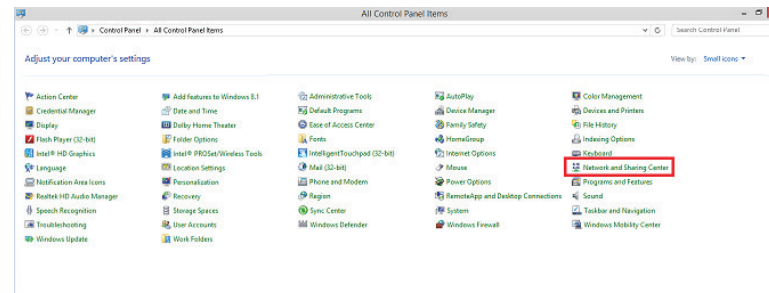 All Control Panel Items
Control Panel All Control Panel Items Search Control Panel
Adjust your computer's settings View by: Small icons
Action Center Add features to Windows 8.1 Administrative Tools AutoPlay Color Management
Credential Manager Date and Time Default Programs Device Manager Devices and Printers
Display Dolby Home Theater Ease of Access Center Family Safety File History
Flash Player (32-bit) Folder Options Fonts HomeGroup Indexing Options
Intel® HD Graphics Intel® PROSet/Wireless Tools IntelligentTouchpad (32-bit) Internet Options Keyboard
Language Location Settings Mail (32-bit) Mouse Network and Sharing Center
Notification Area Icons Personalization Phone and Modem Power Options Programs and Features
Realtek HD Audio Manager Recovery Region RemoteApp and Desktop Connections Sound
Speech Recognition Storage Spaces Sync Center System Taskbar and Navigation
Troubleshooting User Accounts Windows Defender Windows Firewall Windows Mobility Center
Windows Update Work Folders